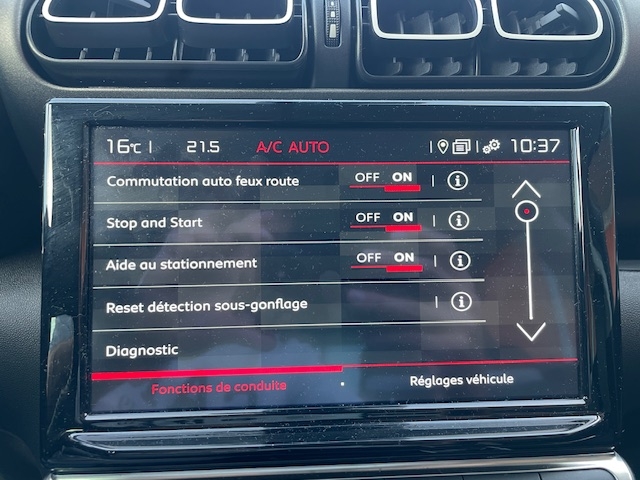 16°C 21.5 A/C AUTO 10:37
Commutation auto feux route OFF ON i
Stop and Start OFF ON i
Aide au stationnement OFF ON i
Reset détection sous-gonflage i
Diagnostic
Fonctions de conduite Réglages véhicule